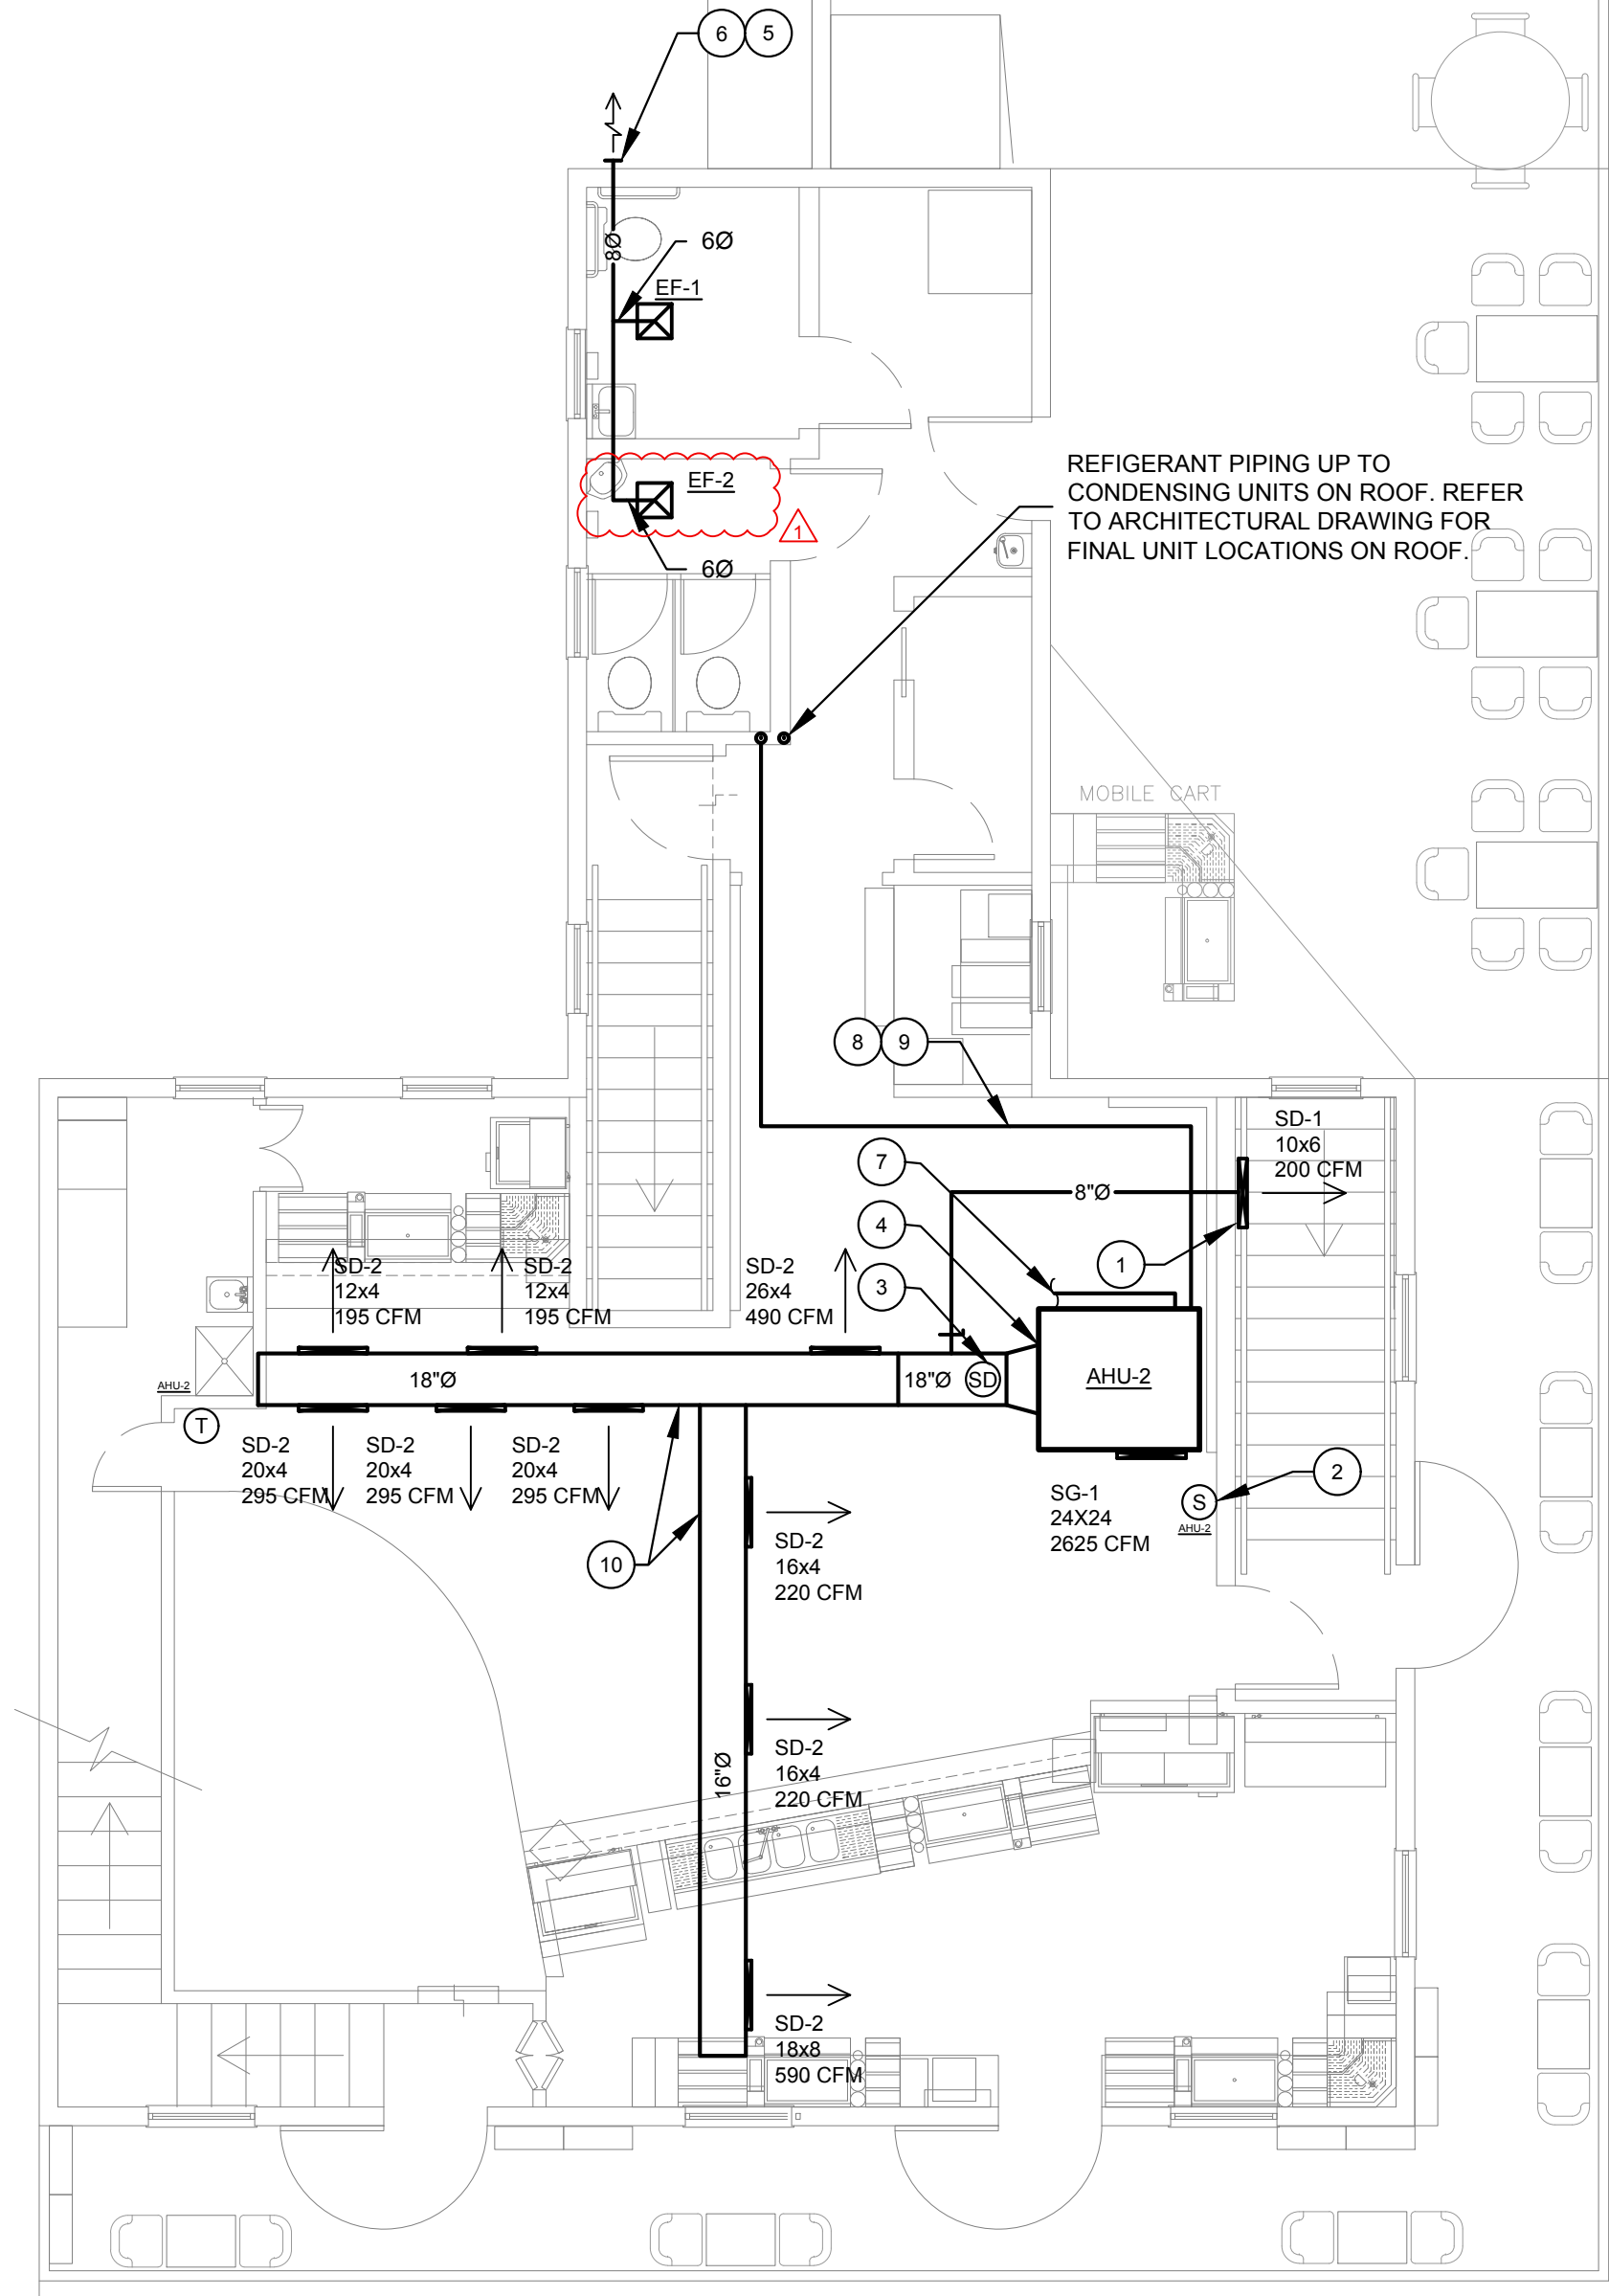 6 5
8Ø
6Ø
EF-1
EF-2
1
6Ø
REFIGERANT PIPING UP TO
CONDENSING UNITS ON ROOF. REFER
TO ARCHITECTURAL DRAWING FOR
FINAL UNIT LOCATIONS ON ROOF.
MOBILE CART
8 9
7
4
3
8"Ø
1
SD-1
10x6
200 CFM
SD-2
12x4
195 CFM
SD-2
12x4
195 CFM
SD-2
26x4
490 CFM
18"Ø
18"Ø
SD
AHU-2
AHU-2
T
SD-2
20x4
295 CFM
SD-2
20x4
295 CFM
SD-2
20x4
295 CFM
10
SG-1
24X24
2625 CFM
S
AHU-2
2
SD-2
16x4
220 CFM
16"Ø
SD-2
16x4
220 CFM
SD-2
18x8
590 CFM